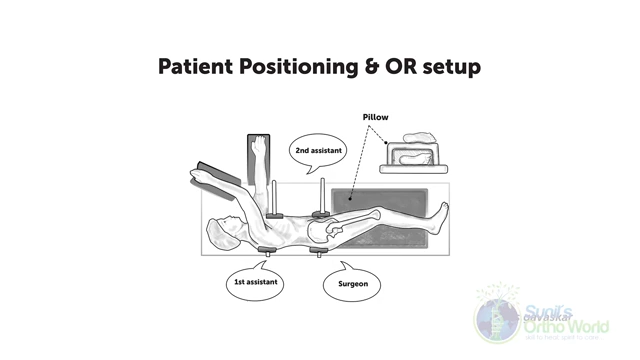 Patient Positioning & OR setup
Pillow
2nd assistant
1st assistant
Surgeon
Sunil's
Ortho World